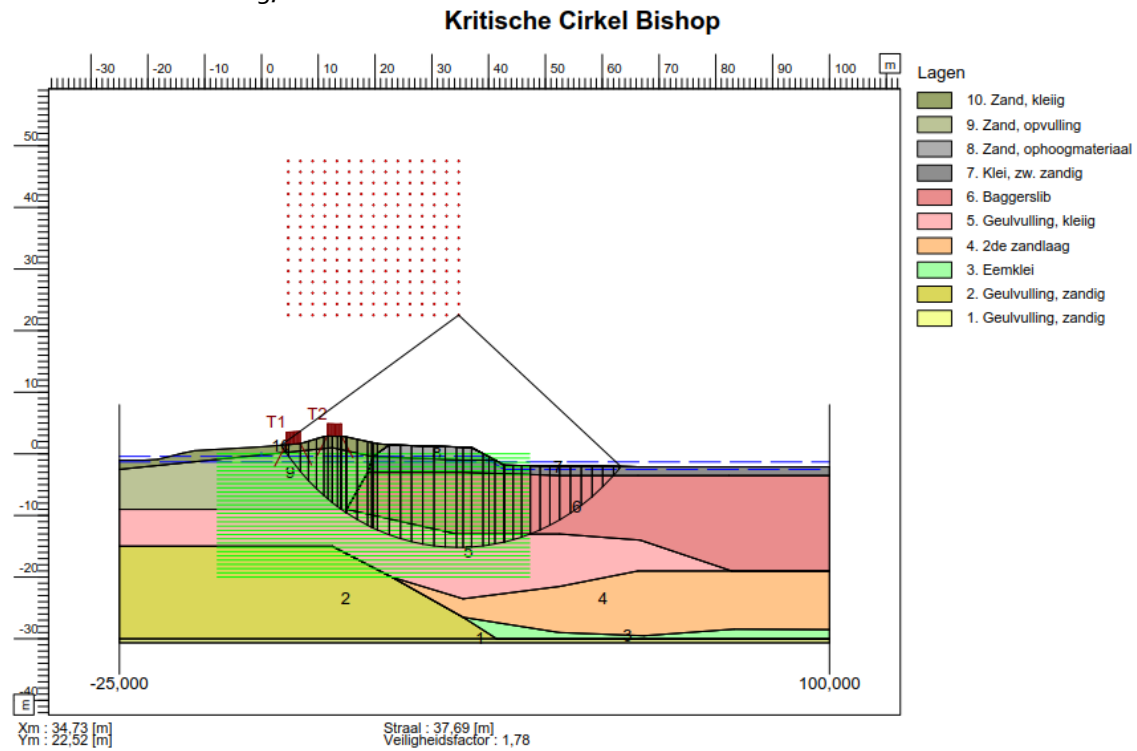 Kritische Cirkel Bishop
-30 -20 -10 0 10 20 30 40 50 60 70 80 90 100 m
Lagen
10. Zand, kleiig
9. Zand, opvulling
8. Zand, ophoogmateriaal
7. Klei, zw. zandig
6. Baggerslib
5. Geulvulling, kleiig
4. 2de zandlaag
3. Eemklei
2. Geulvulling, zandig
1. Geulvulling, zandig
50
40
30
20
10
0
-10
-20
-30
-40
T1 T2
10
8
7
9
6
5
2
4
1
3
-25,000
100,000
Xm : 34,73 [m]
Ym : 22,52 [m]
Straal : 37,69 [m]
Veiligheidsfactor : 1,78